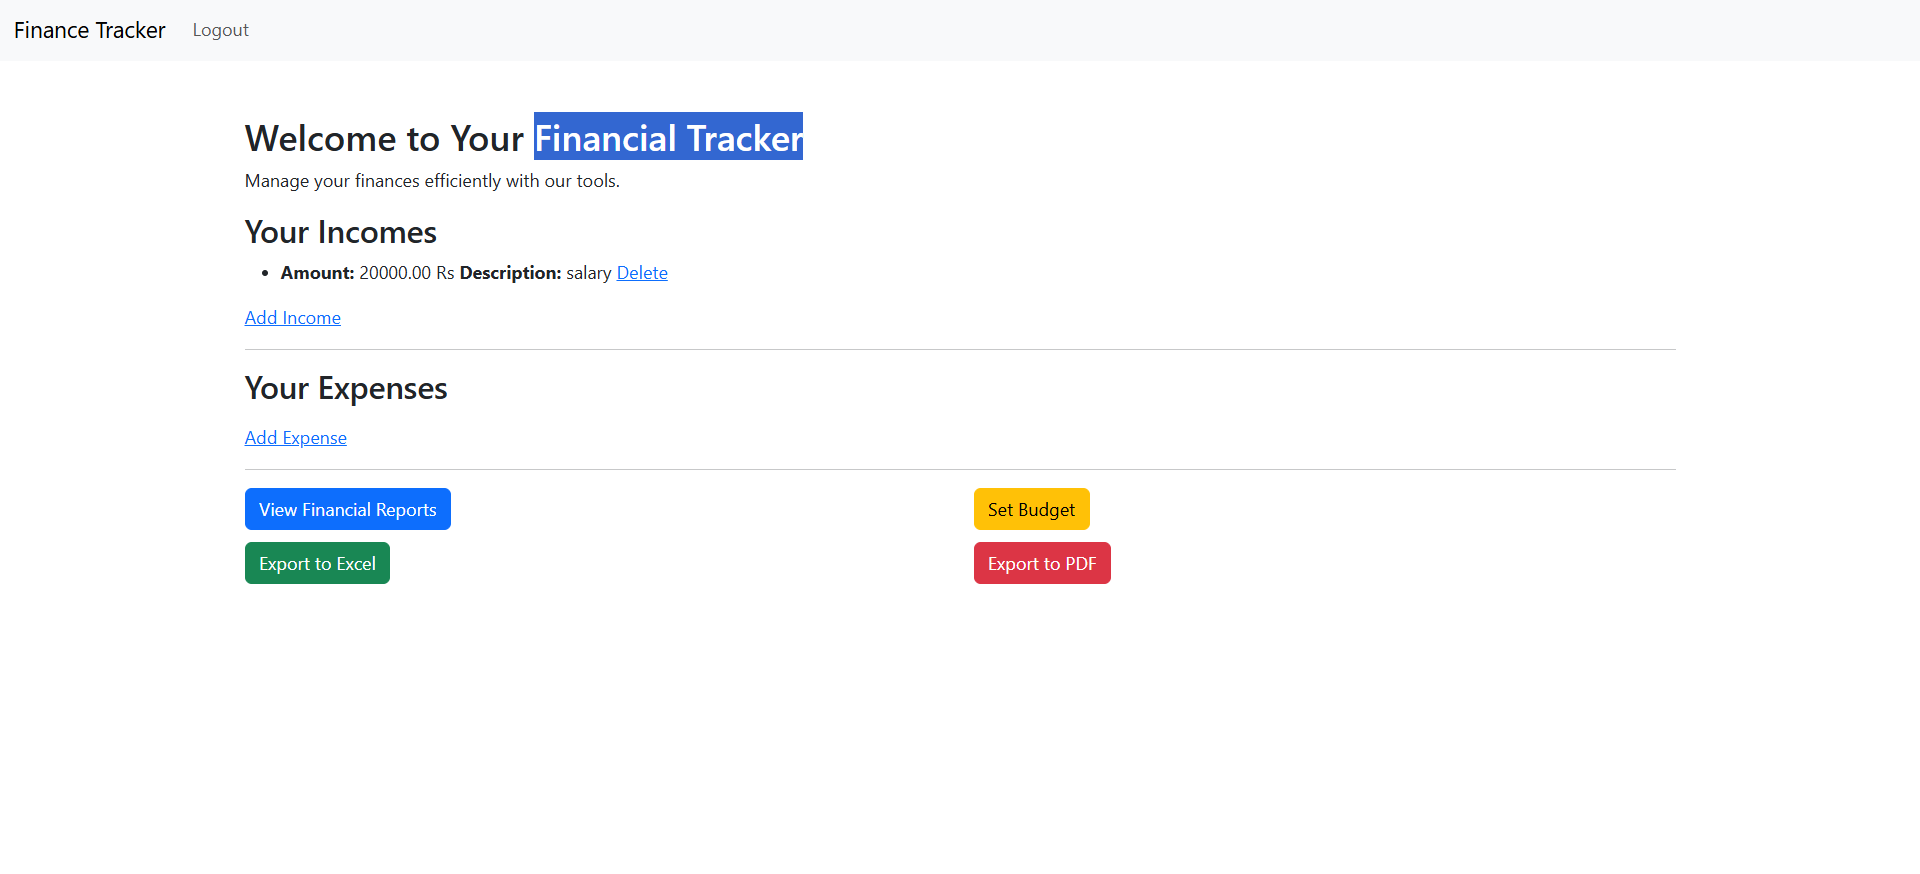 Finance Tracker Logout
Welcome to Your Financial Tracker
Manage your finances efficiently with our tools.
Your Incomes
• Amount: 20000.00 Rs Description: salary Delete
Add Income
Your Expenses
Add Expense
View Financial Reports Set Budget
Export to Excel Export to PDF